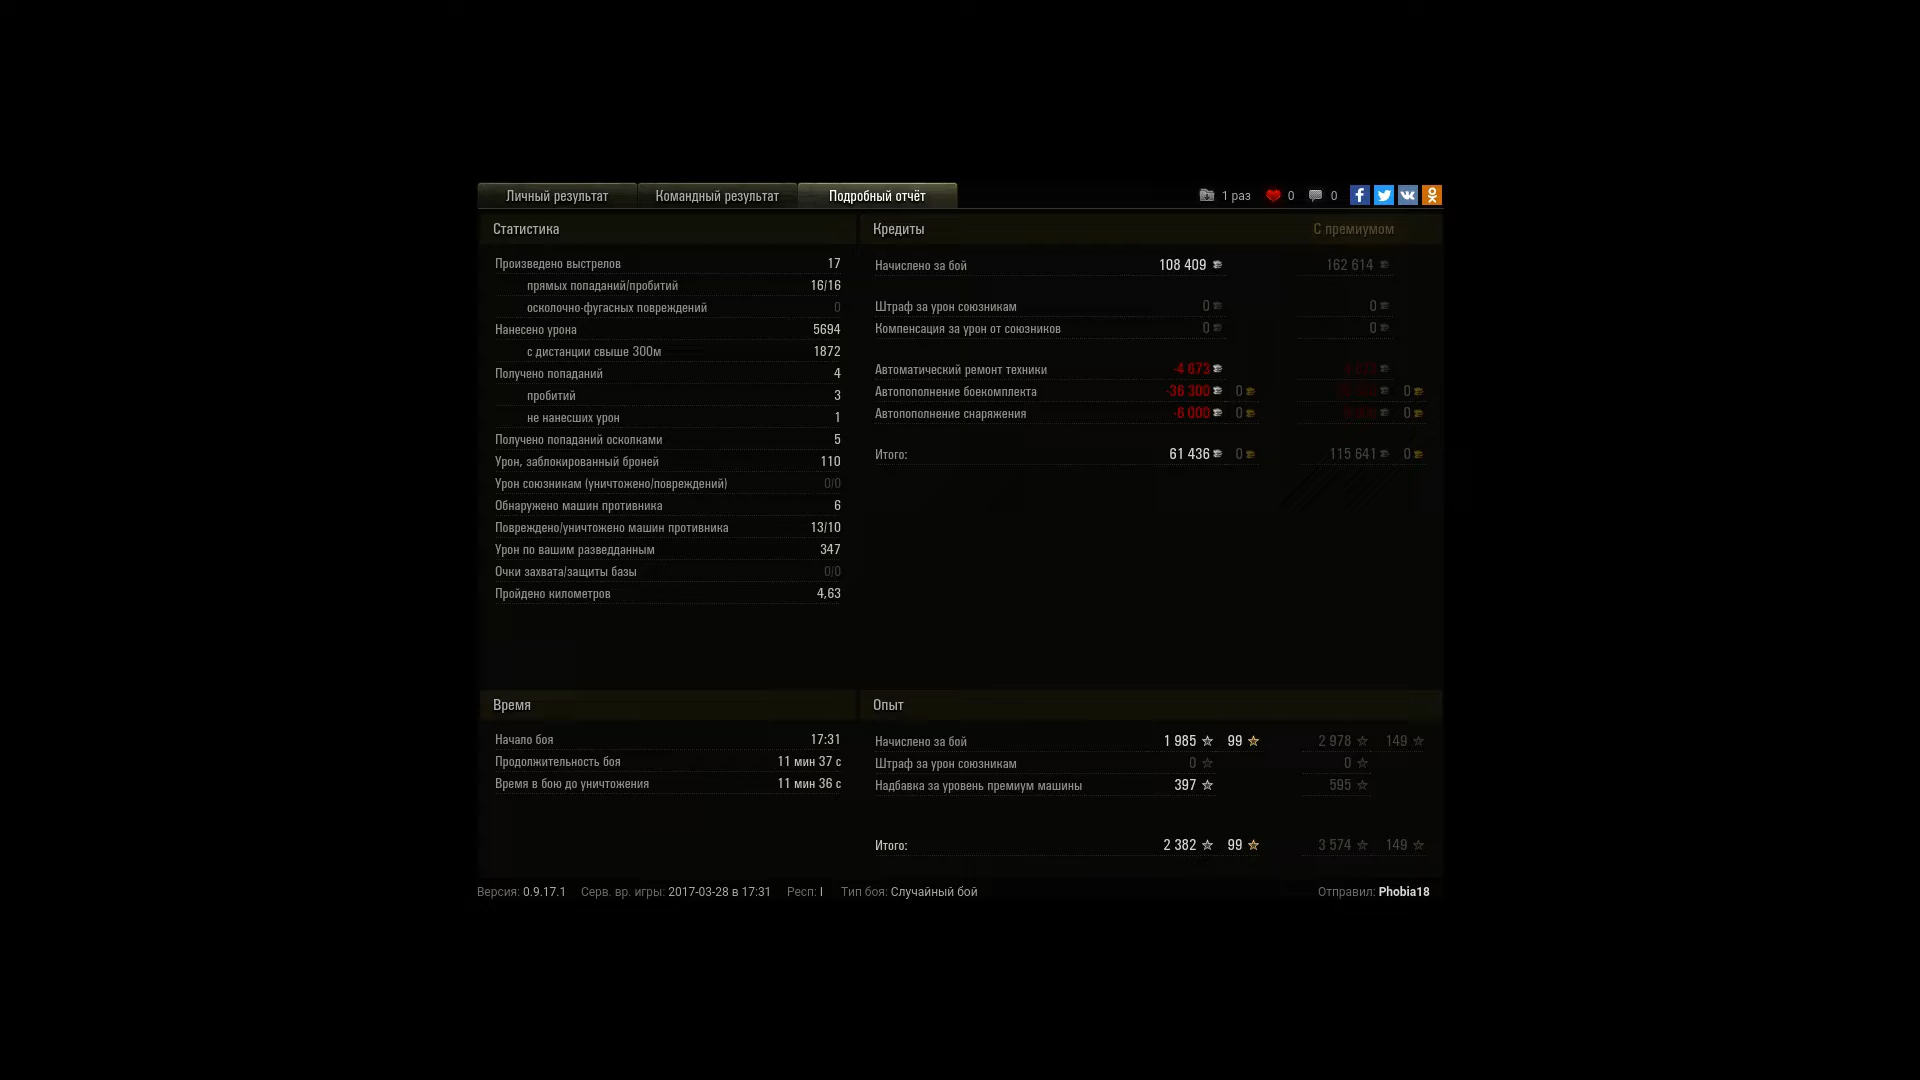 Личный результат Командный результат Подробный отчёт 1 раз 0 0
Статистика
Произведено выстрелов 17
прямых попаданий/пробитий 16/16
осколочно-фугасных повреждений 0
Нанесено урона 5694
с дистанции свыше 300м 1872
Получено попаданий 4
пробитий 3
не нанесших урон 1
Получено попаданий осколками 5
Урон, заблокированный броней 110
Урон союзникам (уничтожено/повреждений) 0/0
Обнаружено машин противника 6
Повреждено/уничтожено машин противника 13/10
Урон по вашим разведданным 347
Очки захвата/защиты базы 0/0
Пройдено километров 4,63
Кредиты С премиумом
Начислено за бой 108 409 162 614
Штраф за урон союзникам 0 0
Компенсация за урон от союзников 0 0
Автоматический ремонт техники -4 673
Автопополнение боекомплекта -36 300 0 0
Автопополнение снаряжения -6 000 0 0
Итого: 61 436 0 115 641 0
Время
Начало боя 17:31
Продолжительность боя 11 мин 37 с
Время в бою до уничтожения 11 мин 36 с
Опыт
Начислено за бой 1 985 99 2 978 149
Штраф за урон союзникам 0 0
Надбавка за уровень премиум машины 397 595
Итого: 2 382 99 3 574 149
Версия: 0.9.17.1 Серв. вр. игры: 2017-03-28 в 17:31 Респ: I Тип боя: Случайный бой Отправил: Phobia18